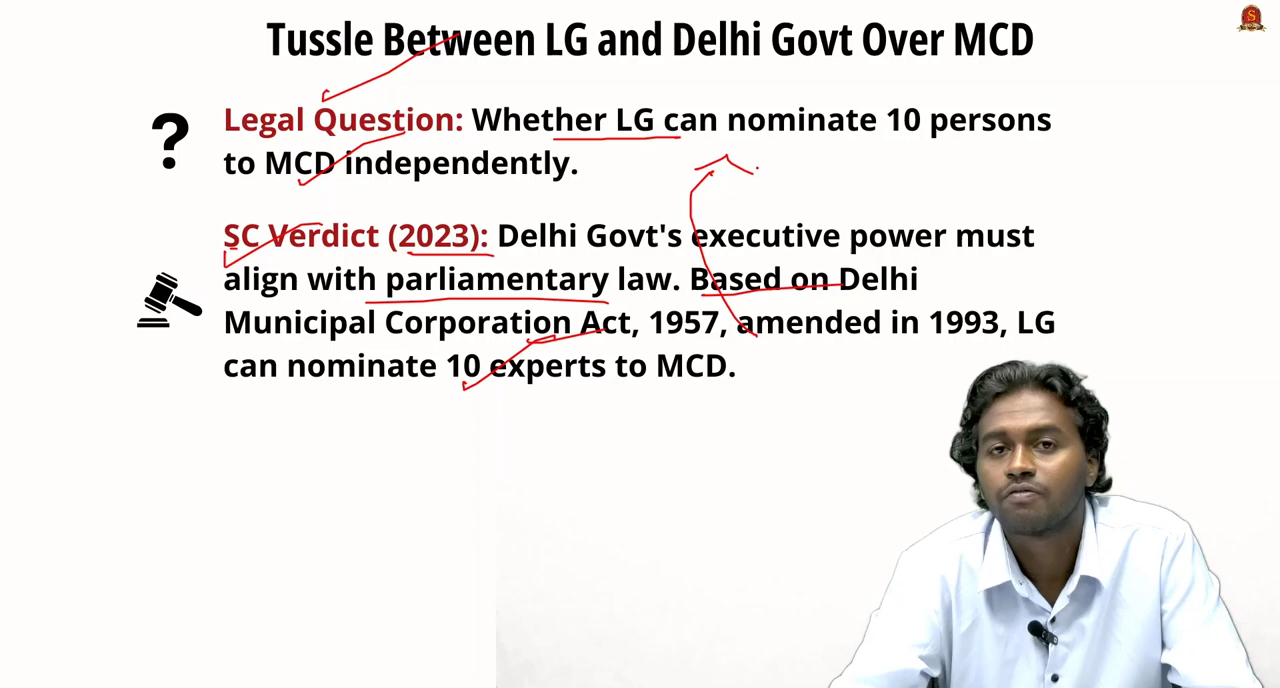 Tussle Between LG and Delhi Govt Over MCD
Legal Question: Whether LG can nominate 10 persons
to MCD independently.
SC Verdict (2023): Delhi Govt's executive power must
align with parliamentary law. Based on Delhi
Municipal Corporation Act, 1957, amended in 1993, LG
can nominate 10 experts to MCD.